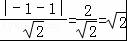 |-1-1|/√2 = 2/√2 = √2